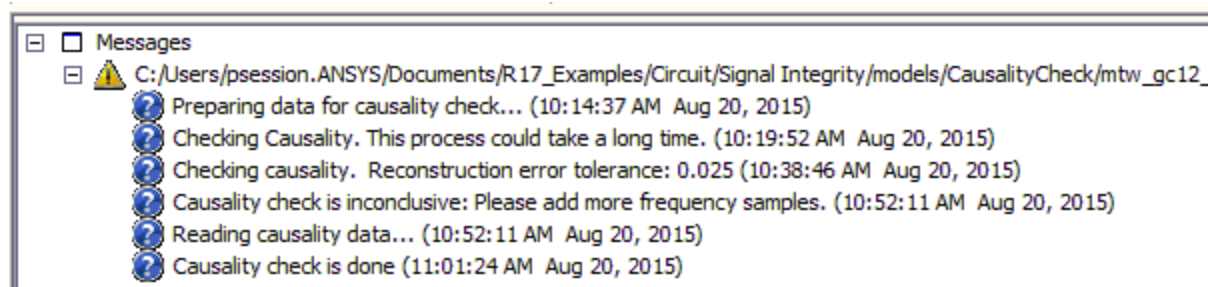 Messages
C:/Users/psession.ANSYS/Documents/R17_Examples/Circuit/Signal Integrity/models/CausalityCheck/mtw_gc12_
Preparing data for causality check... (10:14:37 AM Aug 20, 2015)
Checking Causality. This process could take a long time. (10:19:52 AM Aug 20, 2015)
Checking causality. Reconstruction error tolerance: 0.025 (10:38:46 AM Aug 20, 2015)
Causality check is inconclusive: Please add more frequency samples. (10:52:11 AM Aug 20, 2015)
Reading causality data... (10:52:11 AM Aug 20, 2015)
Causality check is done (11:01:24 AM Aug 20, 2015)